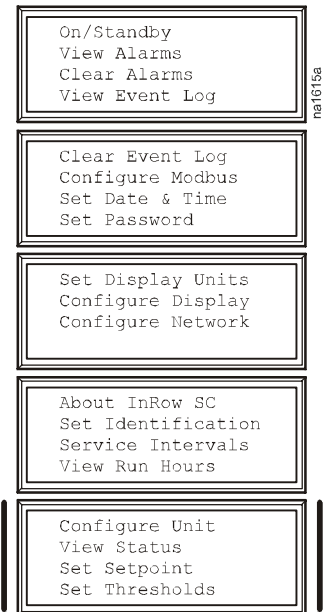 On/Standby
View Alarms
Clear Alarms
View Event Log
na1615a
Clear Event Log
Configure Modbus
Set Date & Time
Set Password
Set Display Units
Configure Display
Configure Network
About InRow SC
Set Identification
Service Intervals
View Run Hours
Configure Unit
View Status
Set Setpoint
Set Thresholds